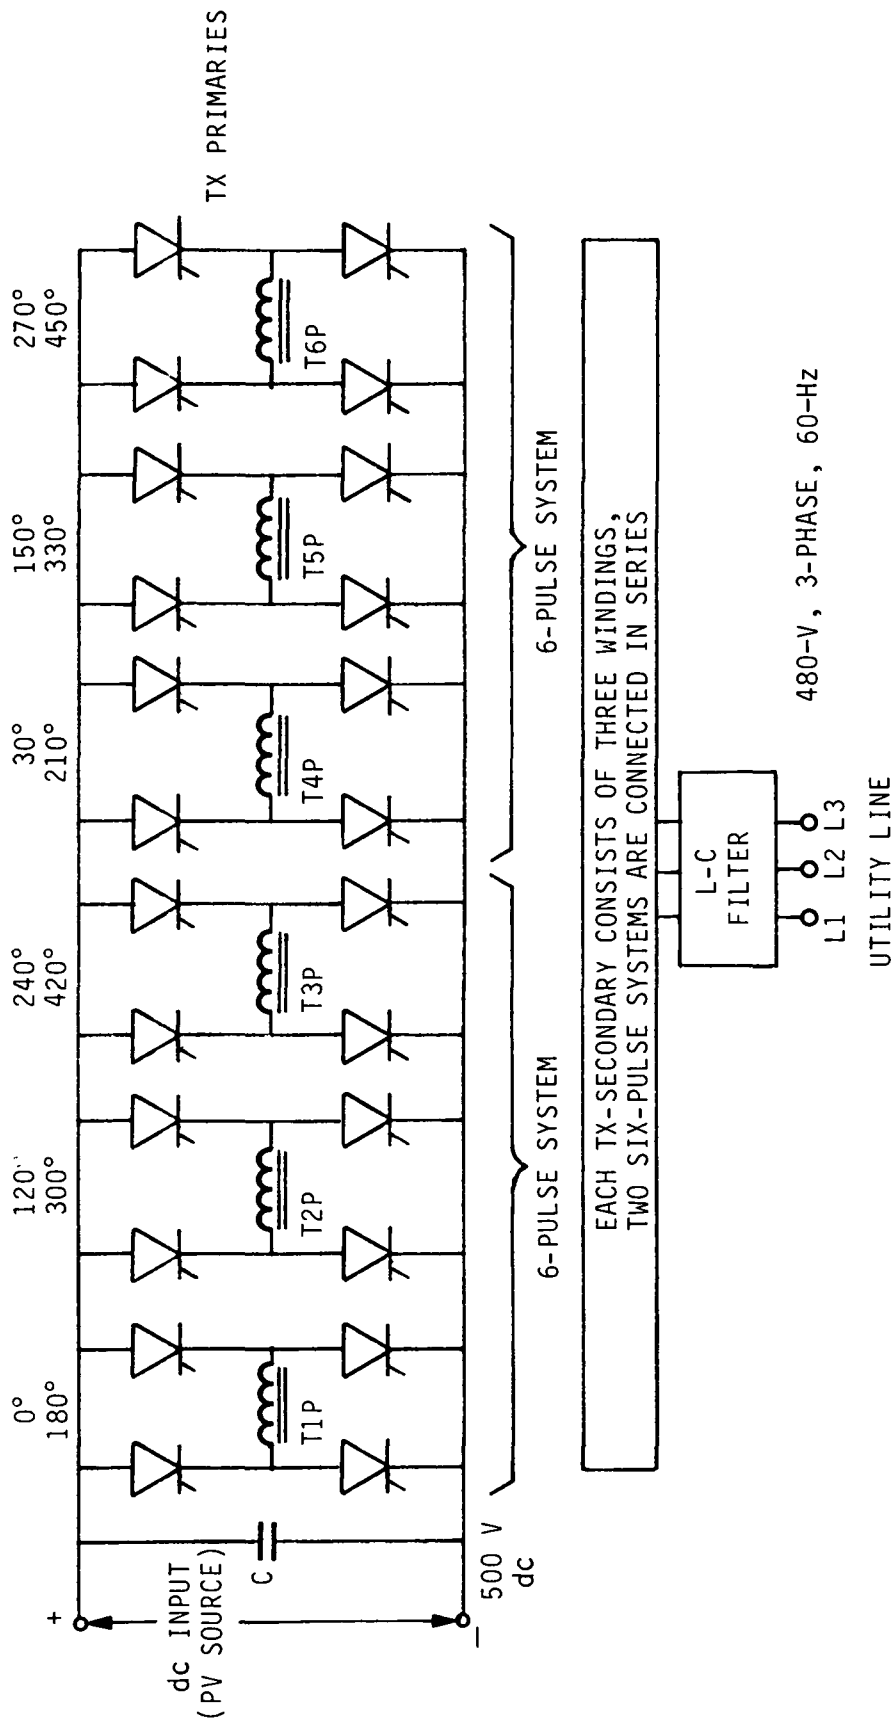 0°
180°
120°
300°
240°
420°
30°
210°
150°
330°
270°
450°
TX PRIMARIES
+
dc INPUT
(PV SOURCE)
C
T1P
T2P
T3P
T4P
T5P
T6P
–
500 V
dc
6-PULSE SYSTEM
6-PULSE SYSTEM
EACH TX-SECONDARY CONSISTS OF THREE WINDINGS,
TWO SIX-PULSE SYSTEMS ARE CONNECTED IN SERIES
L-C
FILTER
480-V, 3-PHASE, 60-Hz
L1 L2 L3
UTILITY LINE